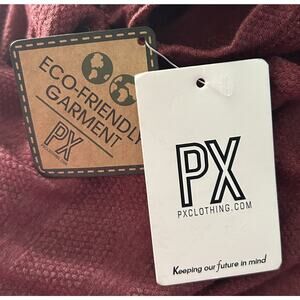 ECO-FRIENDLY
GARMENT
PX
PX
PXCLOTHING.COM
Keeping our future in mind